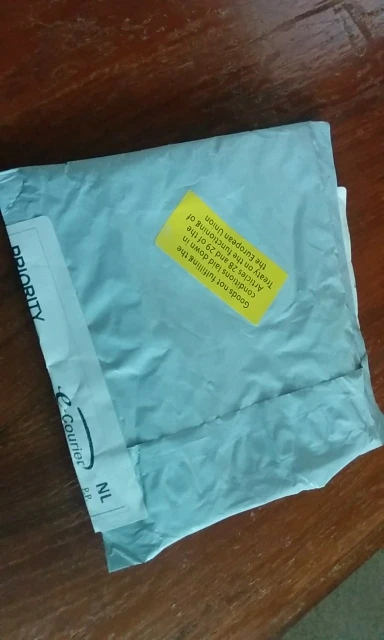 Goods not fulfilling the
conditions laid down in
Articles 28 and 29 of the
Treaty on the functioning of
the European Union
PRIORITY
e-Courier
NL
P.P.